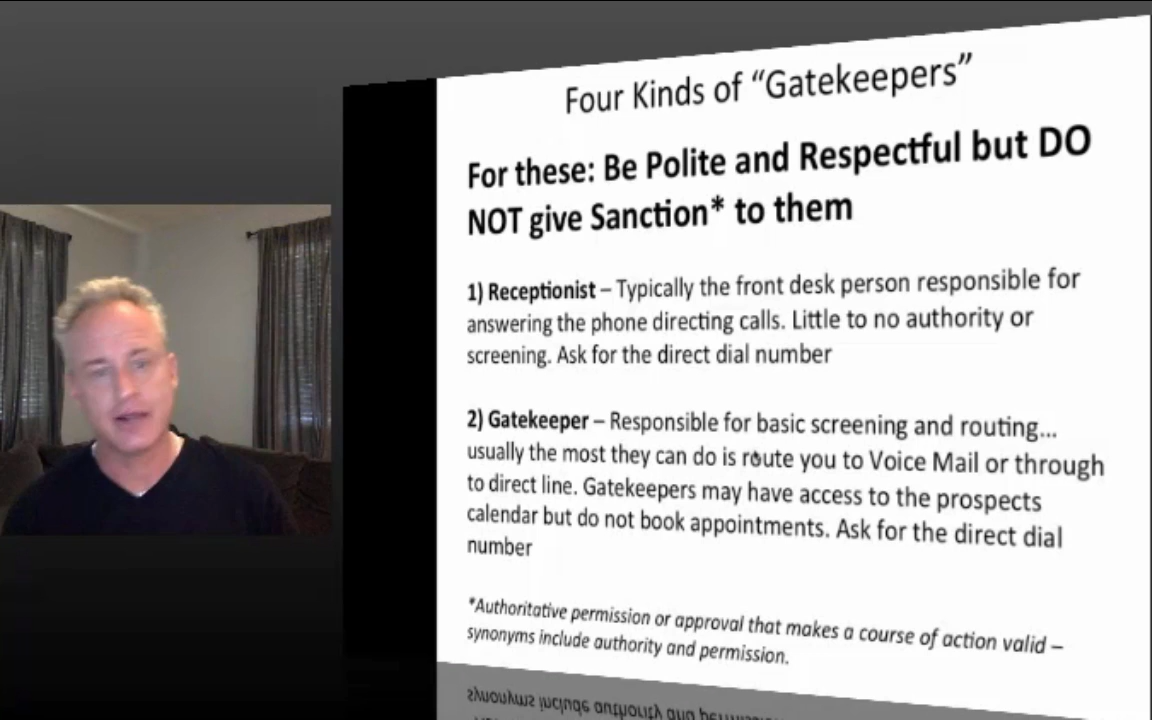 Four Kinds of “Gatekeepers”
For these: Be Polite and Respectful but DO
NOT give Sanction* to them
1) Receptionist – Typically the front desk person responsible for
answering the phone directing calls. Little to no authority or
screening. Ask for the direct dial number
2) Gatekeeper – Responsible for basic screening and routing...
usually the most they can do is route you to Voice Mail or through
to direct line. Gatekeepers may have access to the prospects
calendar but do not book appointments. Ask for the direct dial
number
*Authoritative permission or approval that makes a course of action valid –
synonyms include authority and permission.